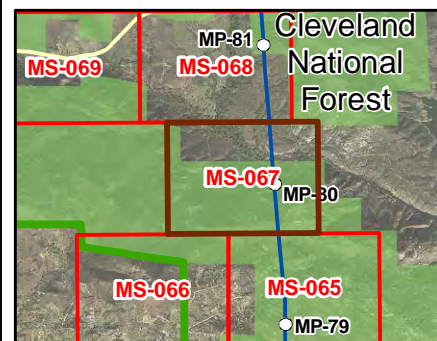 Cleveland
National
Forest
MP-81
MS-069
MS-068
MS-067
MP-80
MS-066
MS-065
MP-79